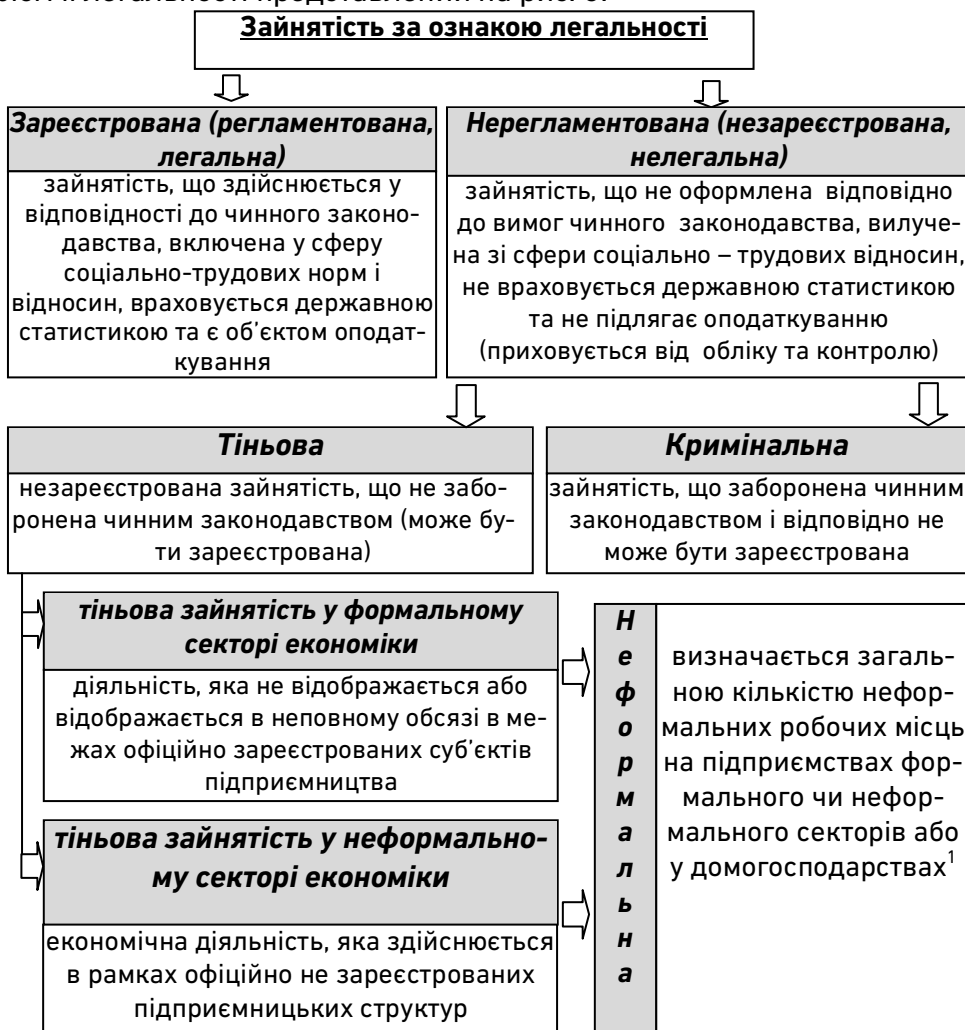 Зайнятість за ознакою легальності
Зареєстрована (регламентована,
легальна)
зайнятість, що здійснюється у
відповідності до чинного законо-
давства, включена у сферу
соціально-трудових норм і
відносин, враховується державною
статистикою та є об’єктом оподат-
кування
Нерегламентована (незареєстрована,
нелегальна)
зайнятість, що не оформлена відповідно
до вимог чинного законодавства, вилуче-
на зі сфери соціально – трудових відносин,
не враховується державною статистикою
та не підлягає оподаткуванню
(приховується від обліку та контролю)
Тіньова
незареєстрована зайнятість, що не забо-
ронена чинним законодавством (може бу-
ти зареєстрована)
Кримінальна
зайнятість, що заборонена чинним
законодавством і відповідно не
може бути зареєстрована
тіньова зайнятість у формальному
секторі економіки
діяльність, яка не відображається або
відображається в неповному обсязі в ме-
жах офіційно зареєстрованих суб’єктів
підприємництва
тіньова зайнятість у неформально-
му секторі економіки
економічна діяльність, яка здійснюється
в рамках офіційно не зареєстрованих
підприємницьких структур
Н
е
ф
о
р
м
а
л
ь
н
а
визначається загаль-
ною кількістю нефор-
мальних робочих місць
на підприємствах фор-
мального чи нефор-
мального секторів або
у домогосподарствах¹